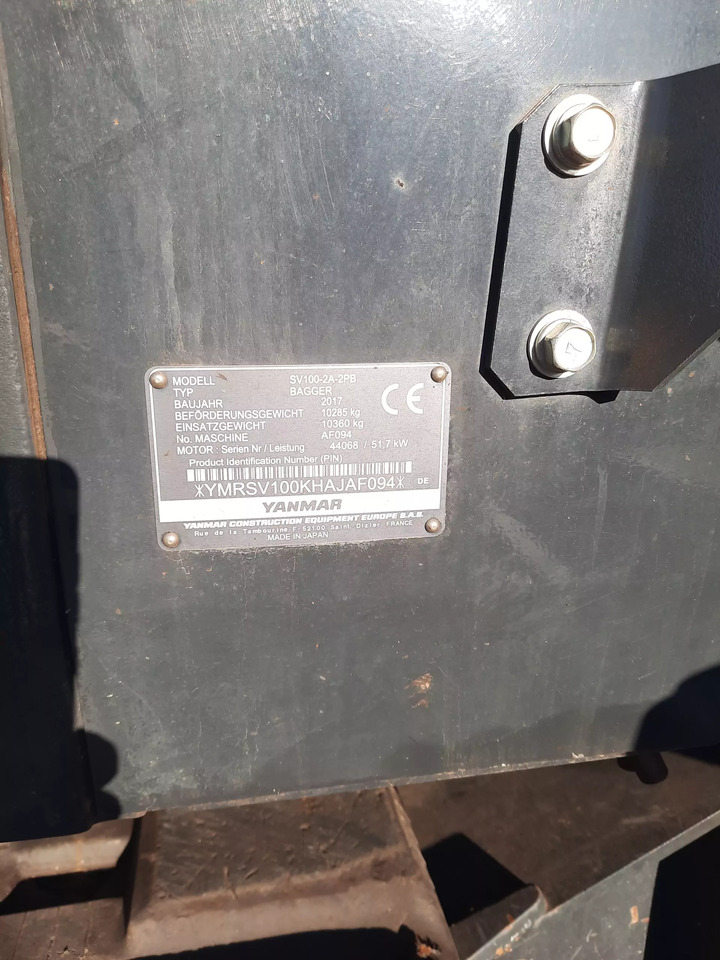 MODELL SV100-2A-2PB
TYP BAGGER
BAUJAHR 2017
BEFÖRDERUNGSGEWICHT 10285 kg
EINSATZGEWICHT 10360 kg
No. MASCHINE AF094
MOTOR : Serien Nr / Leistung 44068 / 51,7 kW
Product Identification Number (PIN)
*YMRSV100KHAJAF094* DE
YANMAR
YANMAR CONSTRUCTION EQUIPMENT EUROPE S.A.S.
Rue de la Tambourine F 52100 Saint-Dizier FRANCE
MADE IN JAPAN
CE